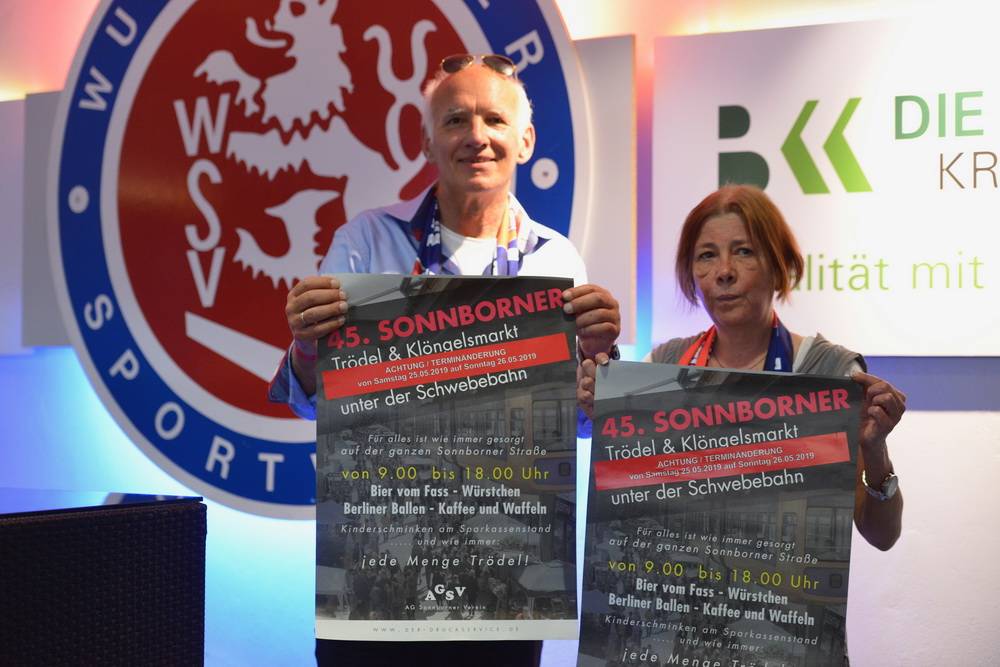 WU
R
WSV
SPORTV
DIE
KR
alität mit
45. SONNBORNER
Trödel & Klöngelsmarkt
ACHTUNG / TERMINÄNDERUNG
von Samstag 25.05.2019 auf Sonntag 26.05.2019
unter der Schwebebahn
Für alles ist wie immer gesorgt
auf der ganzen Sonnborner Straße
von 9.00 bis 18.00 Uhr
Bier vom Fass - Würstchen
Berliner Ballen - Kaffee und Waffeln
Kinderschminken am Sparkassenstand
..... und wie immer:
jede Menge Trödel!
AGSV
AG Sonnborner Verein
WWW.DER-DRUCKSERVICE.DE
45. SONNBORNER
Trödel & Klöngelsmarkt
ACHTUNG / TERMINÄNDERUNG
von Samstag 25.05.2019 auf Sonntag 26.05.2019
unter der Schwebebahn
Für alles ist wie immer gesorgt
auf der ganzen Sonnborner Straße
von 9.00 bis 18.00 Uhr
Bier vom Fass - Würstchen
Berliner Ballen - Kaffee und Waffeln
Kinderschminken am Sparkassenstand
..... und wie immer:
jede Menge Trödel!